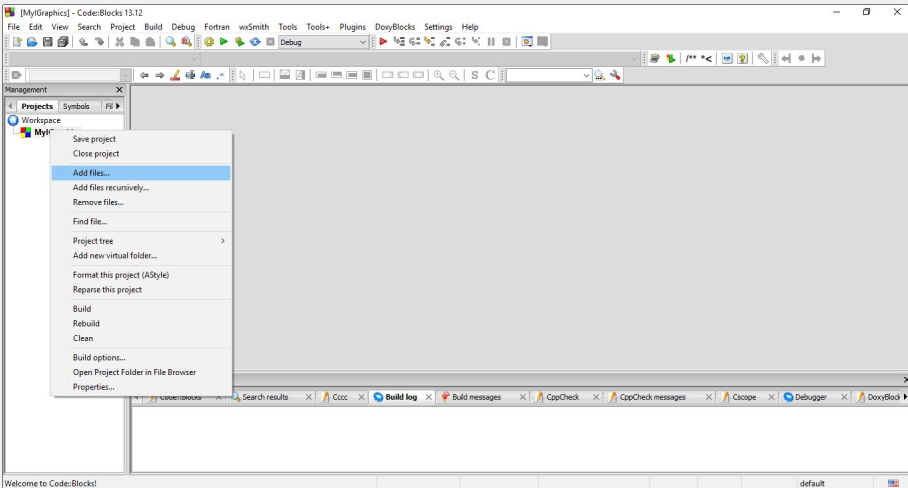 [MyIGraphics] - Code::Blocks 13.12
File Edit View Search Project Build Debug Fortran wxSmith Tools Tools+ Plugins DoxyBlocks Settings Help
Debug
/** *<
S C
Management
Projects Symbols Fil
Workspace
Save project
Close project
Add files...
Add files recursively...
Remove files...
Find file...
Project tree
Add new virtual folder...
Format this project (AStyle)
Reparse this project
Build
Rebuild
Clean
Build options...
Open Project Folder in File Browser
Properties...
Code::Blocks Search results Cccc Build log Build messages CppCheck CppCheck messages Cscope Debugger DoxyBlock
Welcome to Code::Blocks! default